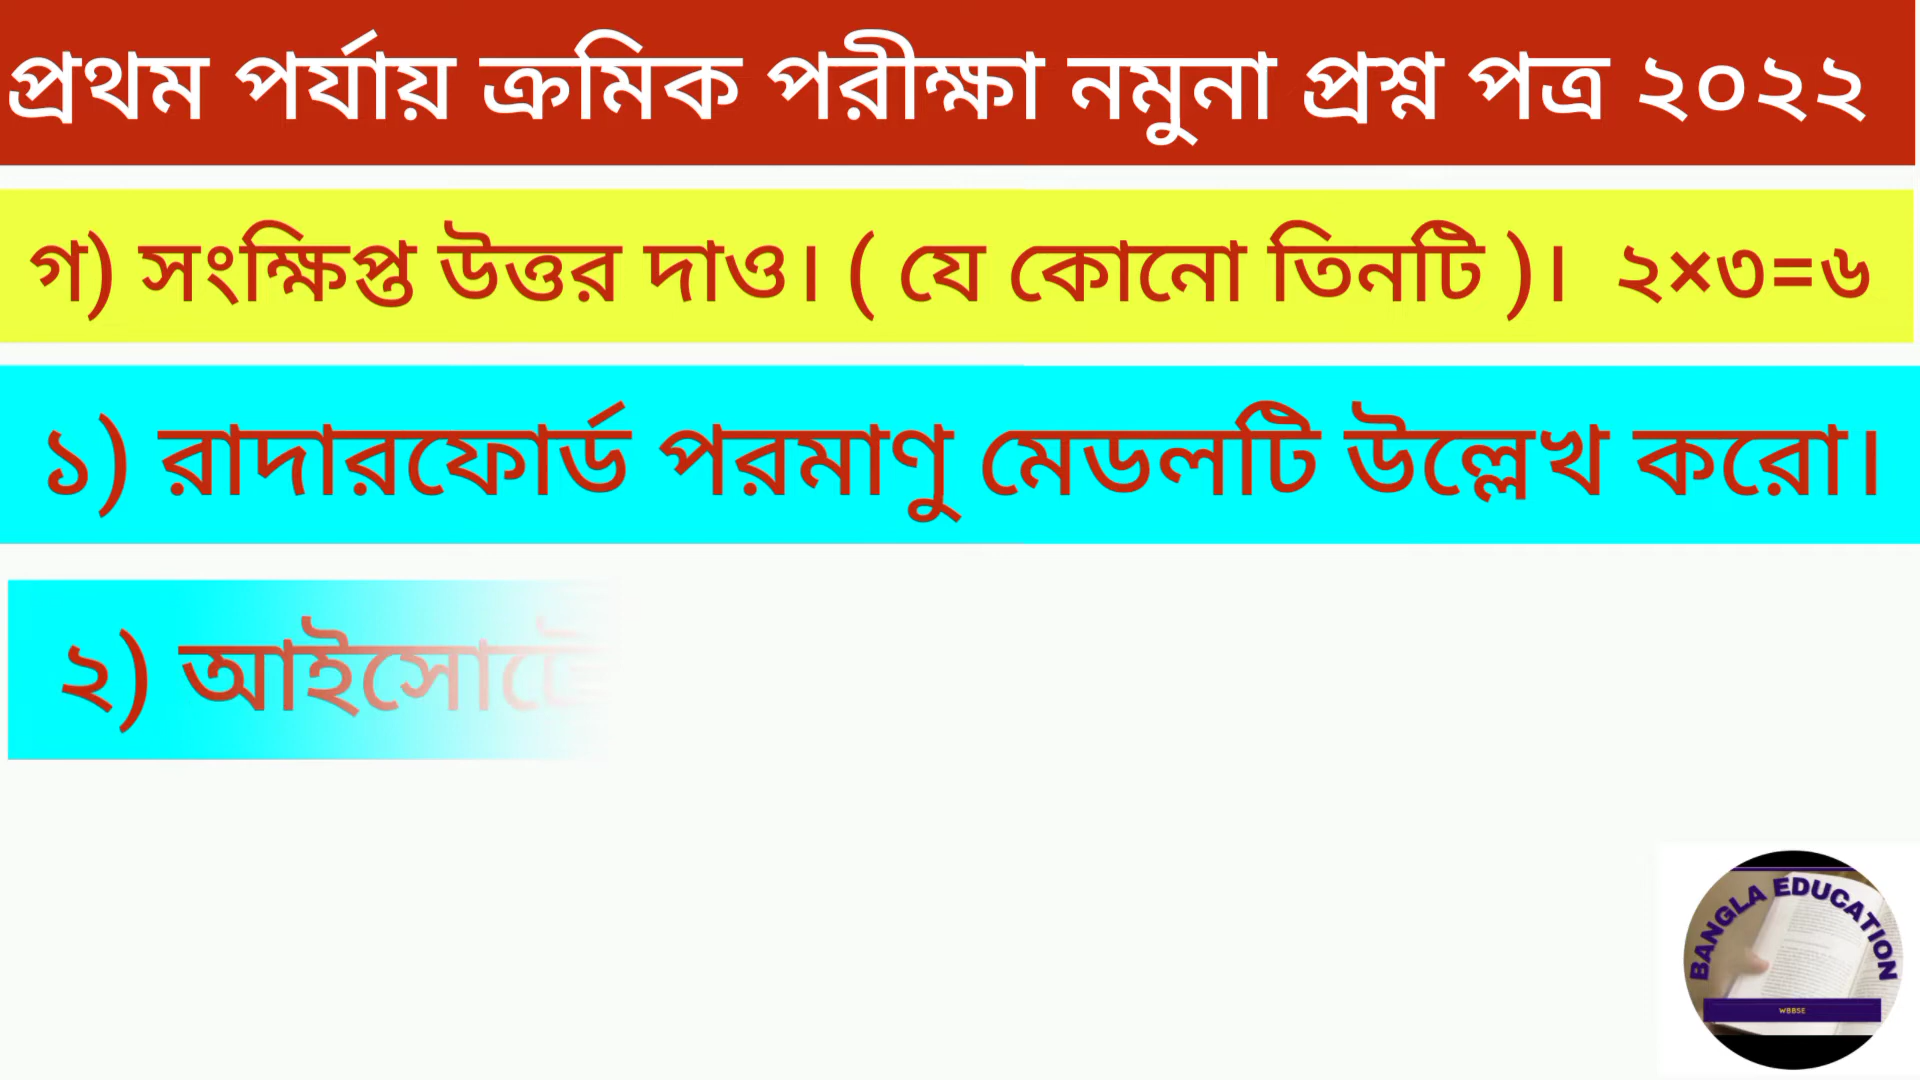 প্রথম পর্যায় ক্রমিক পরীক্ষা নমুনা প্রশ্ন পত্র ২০২২
গ) সংক্ষিপ্ত উত্তর দাও। ( যে কোনো তিনটি )। ২×৩=৬
১) রাদারফোর্ড পরমাণু মেডলটি উল্লেখ করো।
২)
BANGLA EDUCATION
WBBSE